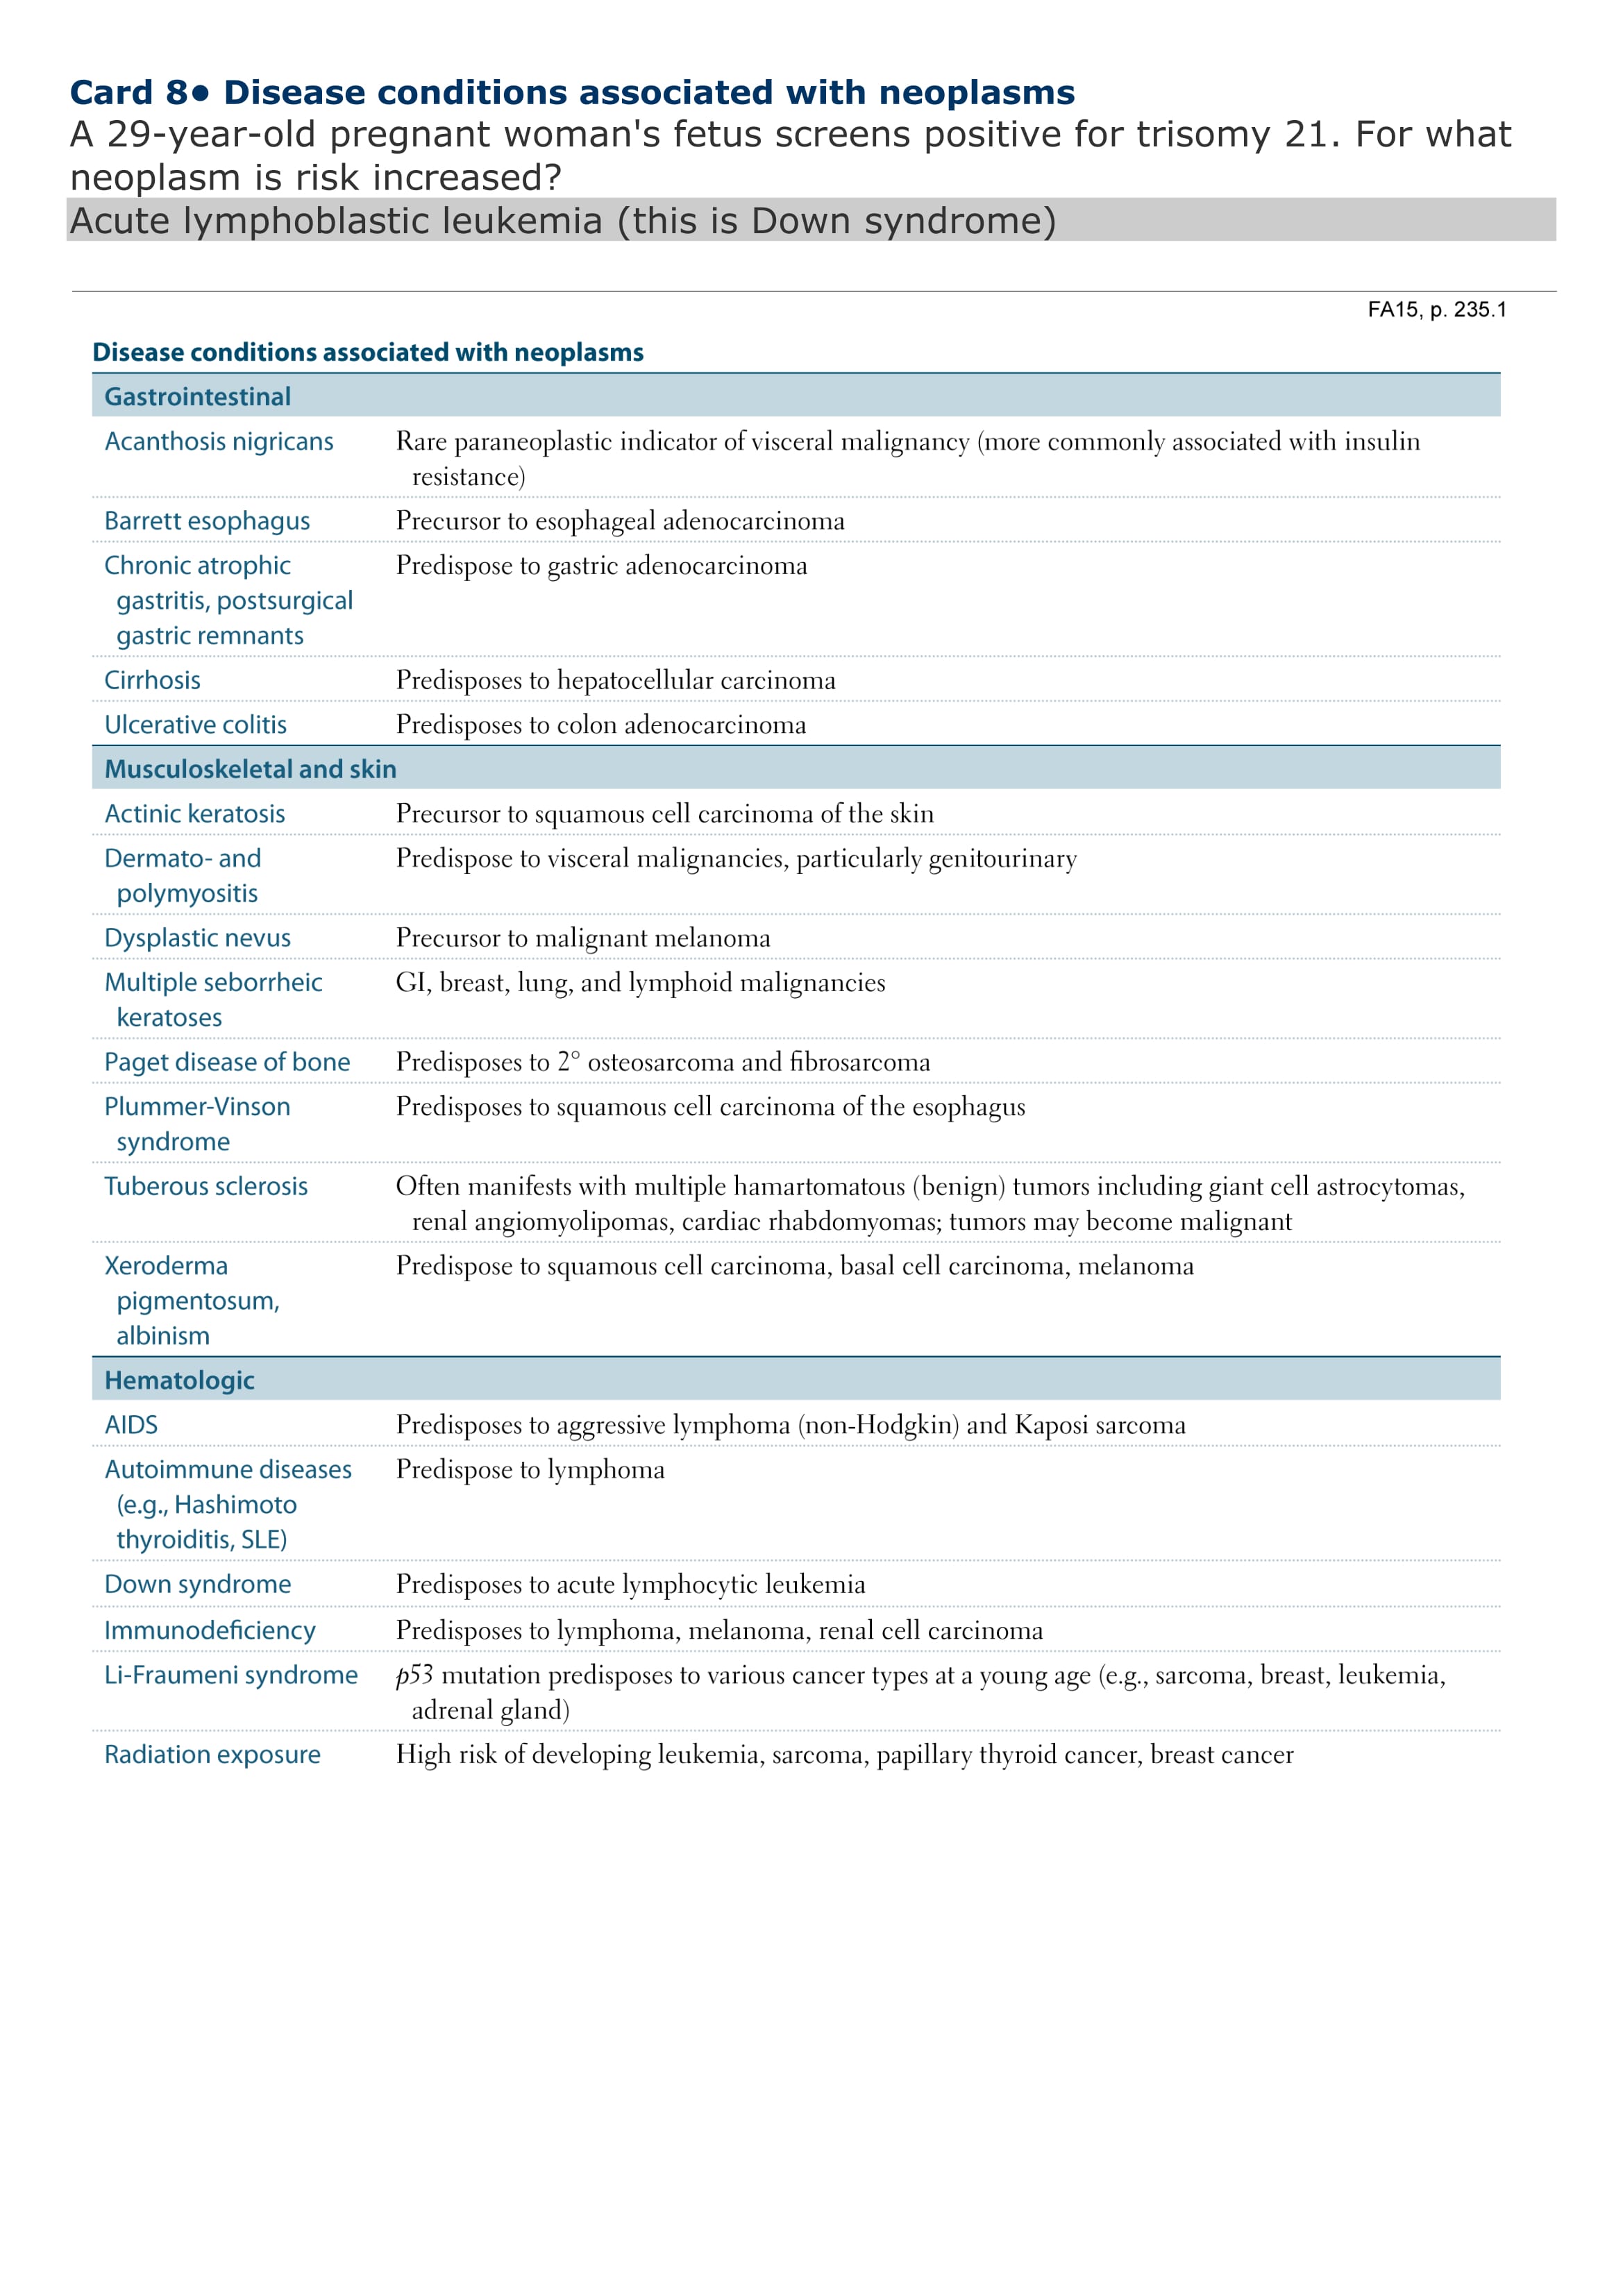 Card 8● Disease conditions associated with neoplasms
A 29-year-old pregnant woman's fetus screens positive for trisomy 21. For what
neoplasm is risk increased?
Acute lymphoblastic leukemia (this is Down syndrome)
FA15, p. 235.1
Disease conditions associated with neoplasms
Gastrointestinal
Acanthosis nigricans Rare paraneoplastic indicator of visceral malignancy (more commonly associated with insulin
resistance)
Barrett esophagus Precursor to esophageal adenocarcinoma
Chronic atrophic Predispose to gastric adenocarcinoma
gastritis, postsurgical
gastric remnants
Cirrhosis Predisposes to hepatocellular carcinoma
Ulcerative colitis Predisposes to colon adenocarcinoma
Musculoskeletal and skin
Actinic keratosis Precursor to squamous cell carcinoma of the skin
Dermato- and Predispose to visceral malignancies, particularly genitourinary
polymyositis
Dysplastic nevus Precursor to malignant melanoma
Multiple seborrheic GI, breast, lung, and lymphoid malignancies
keratoses
Paget disease of bone Predisposes to 2° osteosarcoma and fibrosarcoma
Plummer-Vinson Predisposes to squamous cell carcinoma of the esophagus
syndrome
Tuberous sclerosis Often manifests with multiple hamartomatous (benign) tumors including giant cell astrocytomas,
renal angiomyolipomas, cardiac rhabdomyomas; tumors may become malignant
Xeroderma Predispose to squamous cell carcinoma, basal cell carcinoma, melanoma
pigmentosum,
albinism
Hematologic
AIDS Predisposes to aggressive lymphoma (non-Hodgkin) and Kaposi sarcoma
Autoimmune diseases Predispose to lymphoma
(e.g., Hashimoto
thyroiditis, SLE)
Down syndrome Predisposes to acute lymphocytic leukemia
Immunodeficiency Predisposes to lymphoma, melanoma, renal cell carcinoma
Li-Fraumeni syndrome p53 mutation predisposes to various cancer types at a young age (e.g., sarcoma, breast, leukemia,
adrenal gland)
Radiation exposure High risk of developing leukemia, sarcoma, papillary thyroid cancer, breast cancer